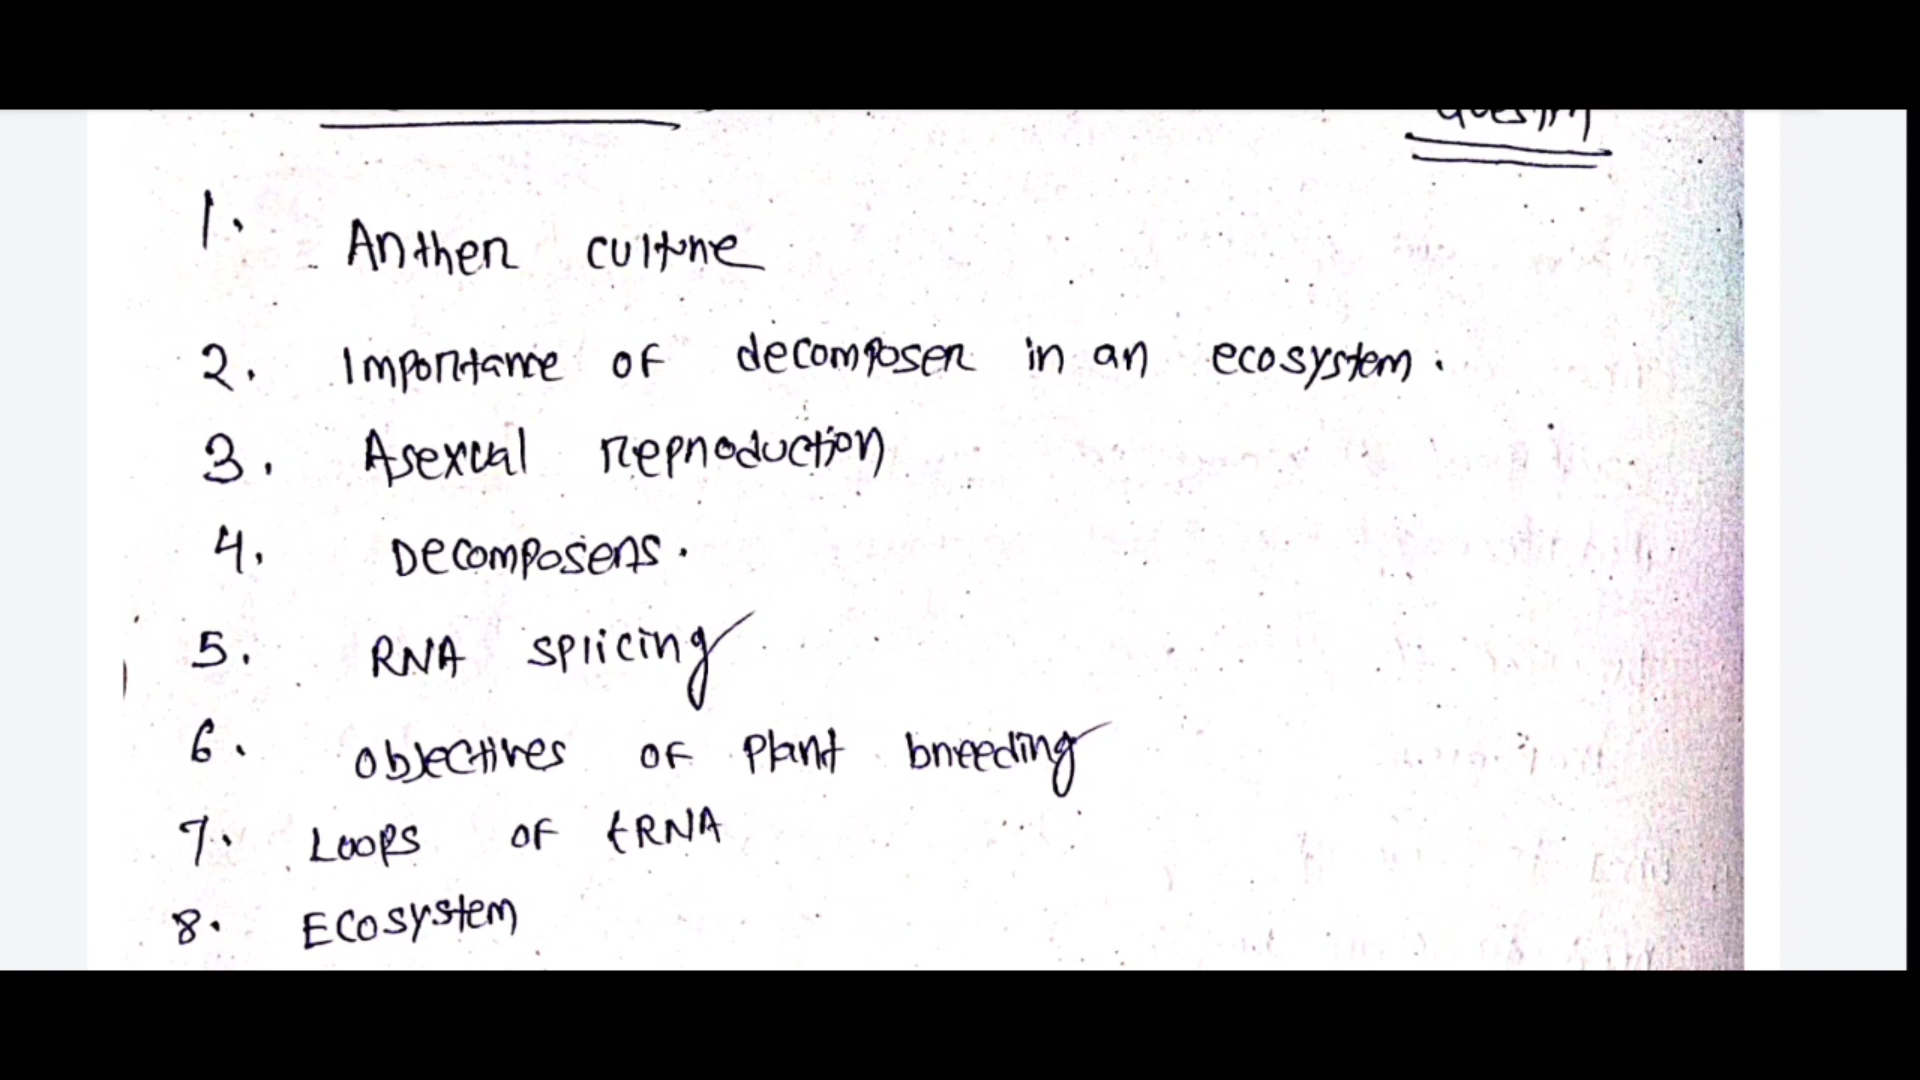 1. Anther culture
2. Importance of decomposer in an ecosystem.
3. Asexual reproduction
4. Decomposers.
5. RNA splicing
6. Objectives of plant breeding
7. Loops of tRNA
8. Ecosystem